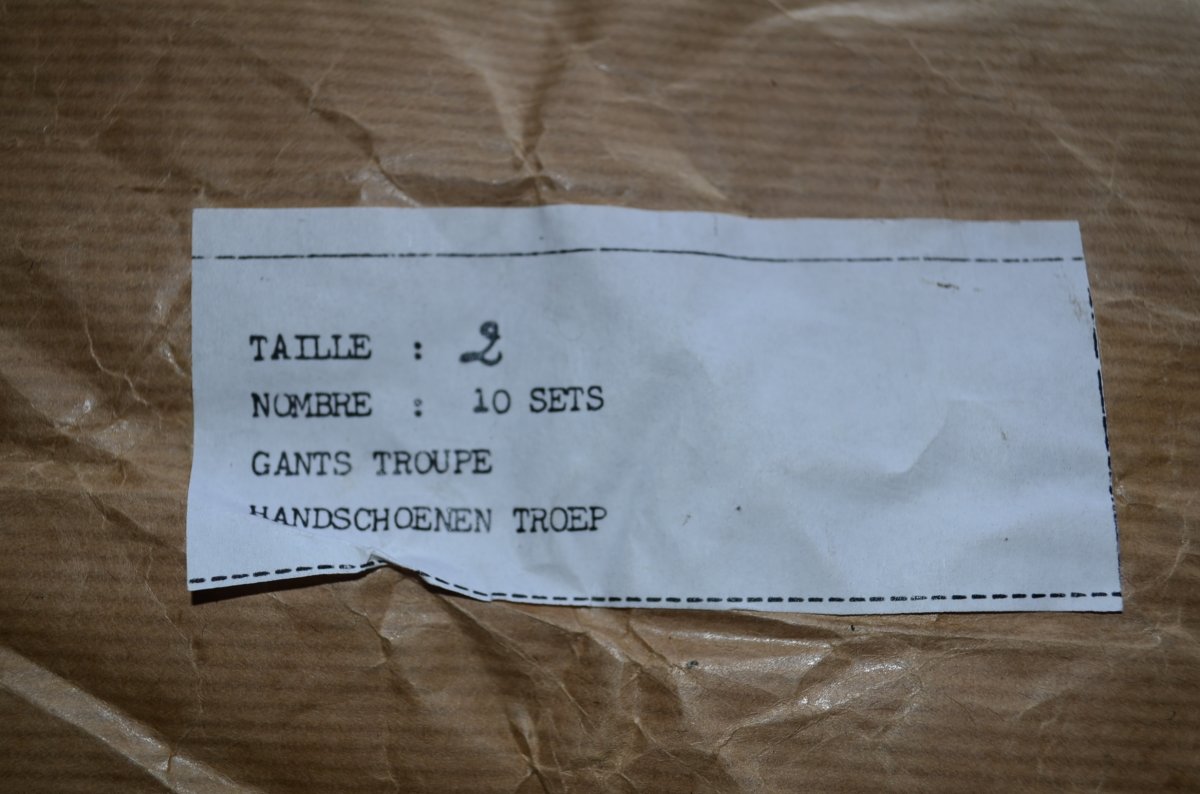 TAILLE : 2
NOMBRE : 10 SETS
GANTS TROUPE
HANDSCHOENEN TROEP